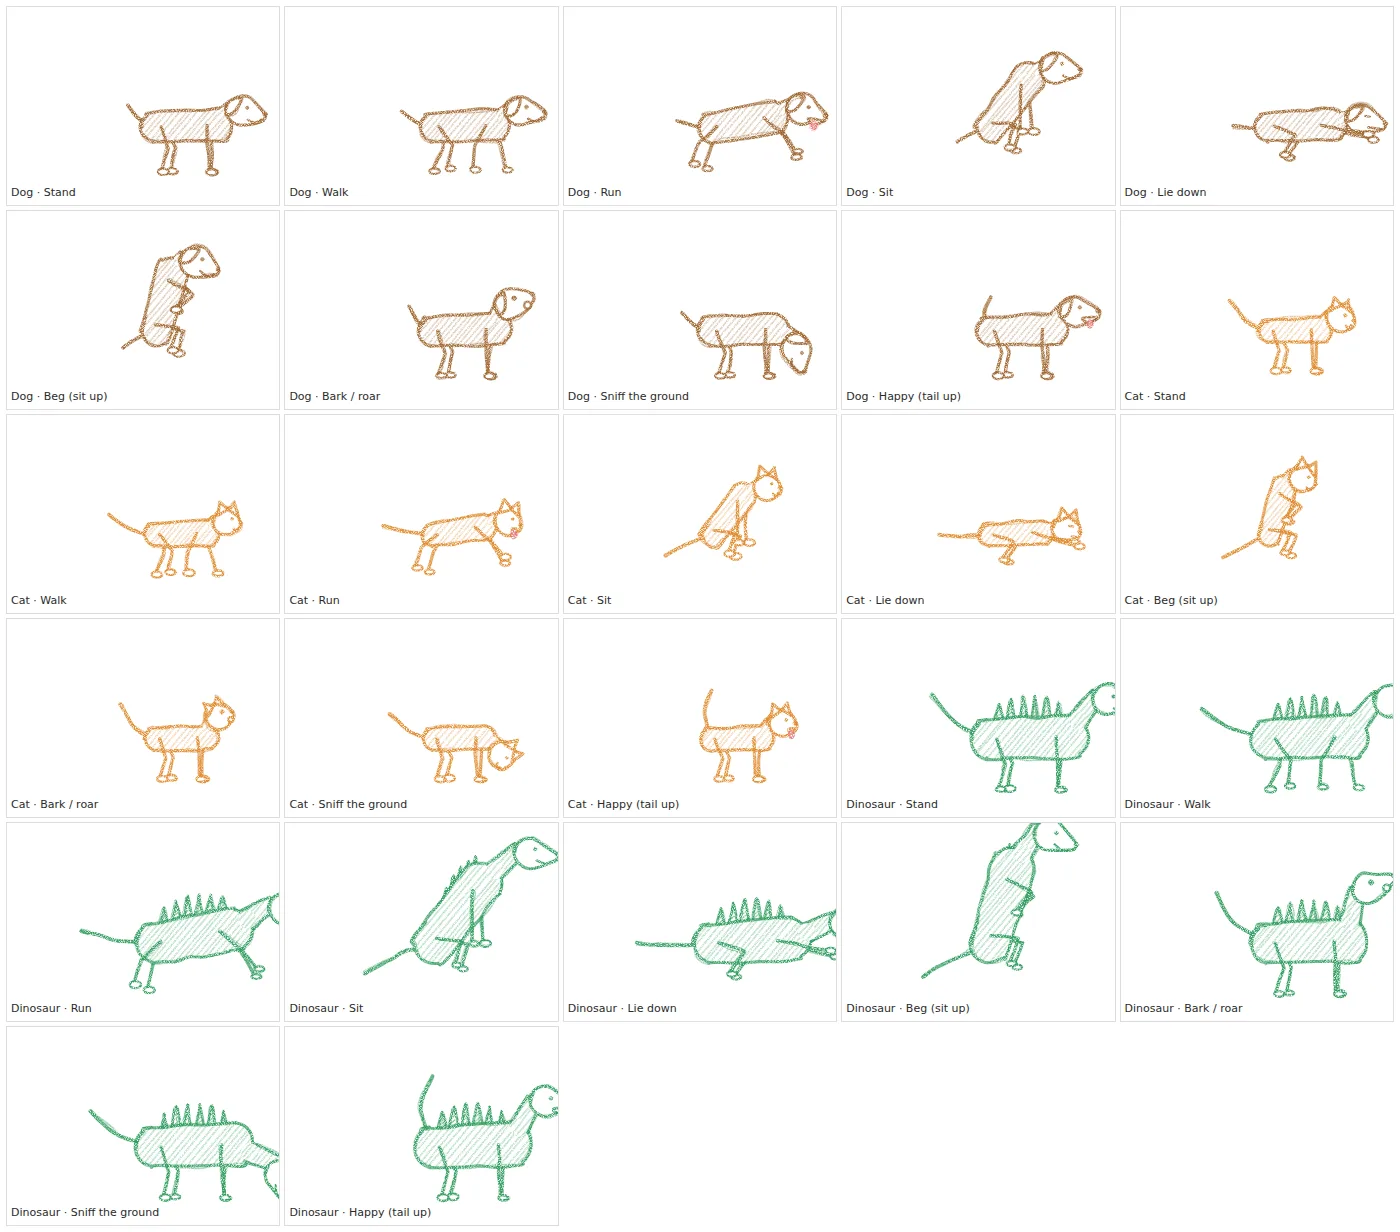 Dog · Stand
Dog · Walk
Dog · Run
Dog · Sit
Dog · Lie down
Dog · Beg (sit up)
Dog · Bark / roar
Dog · Sniff the ground
Dog · Happy (tail up)
Cat · Stand
Cat · Walk
Cat · Run
Cat · Sit
Cat · Lie down
Cat · Beg (sit up)
Cat · Bark / roar
Cat · Sniff the ground
Cat · Happy (tail up)
Dinosaur · Stand
Dinosaur · Walk
Dinosaur · Run
Dinosaur · Sit
Dinosaur · Lie down
Dinosaur · Beg (sit up)
Dinosaur · Bark / roar
Dinosaur · Sniff the ground
Dinosaur · Happy (tail up)